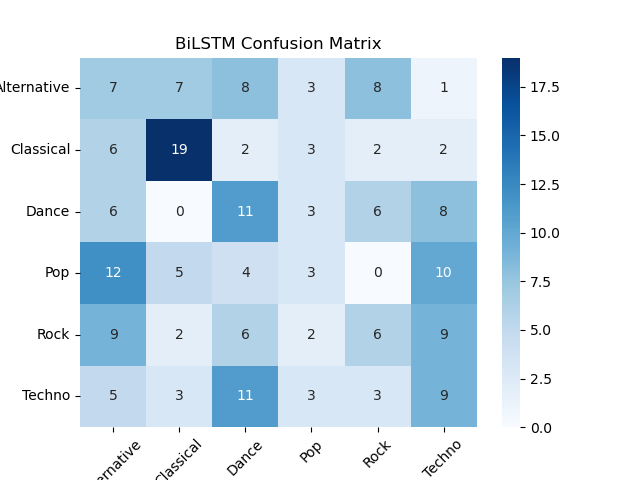 BiLSTM Confusion Matrix
Alternative 7 7 8 3 8 1
Classical 6 19 2 3 2 2
Dance 6 0 11 3 6 8
Pop 12 5 4 3 0 10
Rock 9 2 6 2 6 9
Techno 5 3 11 3 3 9
ernative Classical Dance Pop Rock Techno
17.5
15.0
12.5
10.0
7.5
5.0
2.5
0.0